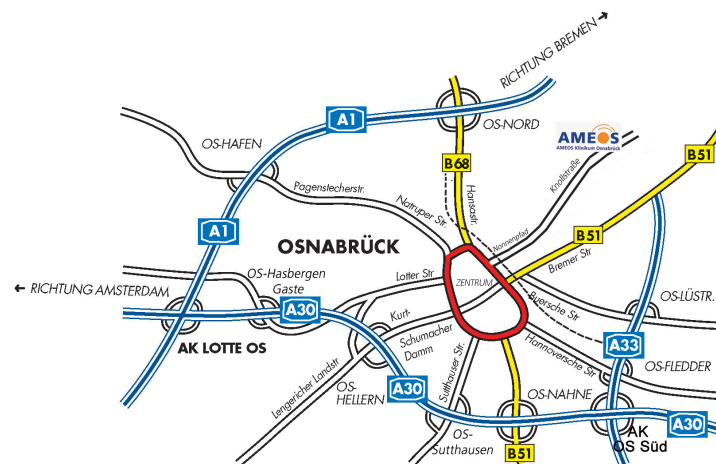 RICHTUNG BREMEN
A1
OS-NORD
AMEOS
AMEOS Klinikum Osnabrück
OS-HAFEN
B68
B51
Knollstraße
Pagenstecherstr.
Hansastr.
Natruper Str.
Nonnenpfad
A1
B51
OSNABRÜCK
Bremer Str
OS-Hasbergen
Gaste
Lotter Str
ZENTRUM
RICHTUNG AMSTERDAM
Buersche Str
OS-LÜSTR.
A30
Kurt-
Schumacher
Damm
AK LOTTE OS
A33
Hannoversche Str
OS-FLEDDER
Lengericher Landstr
Sutthauser Str.
OS-
HELLERN
A30
OS-NAHNE
A30
AK
OS Süd
OS-
Sutthausen
B51